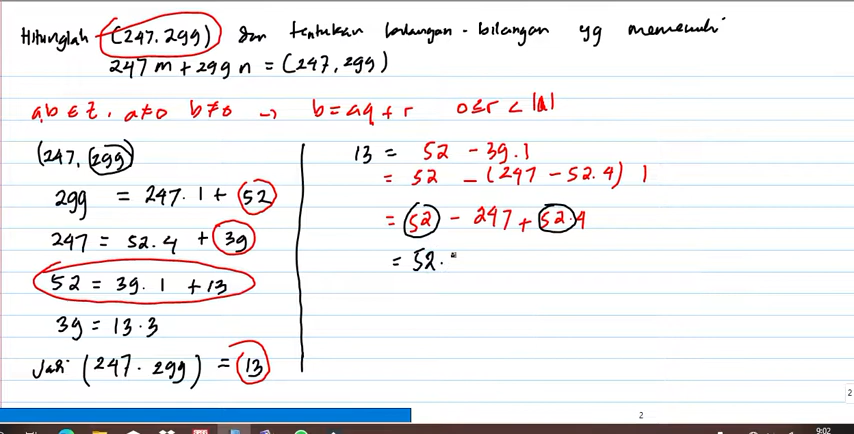 Hitunglah (247, 299) dan tentukan bilangan-bilangan yg memenuhi
247 m + 299 n = (247, 299)
a,b ∈ Z, a≠0 b≠0 → b = aq + r 0≤r < |a|
(247, 299)
299 = 247.1 + 52
247 = 52.4 + 39
52 = 39.1 + 13
39 = 13.3
Jadi (247.299) = 13
13 = 52 - 39.1
= 52 - (247 - 52.4) 1
= 52 - 247 + 52.4
= 52.
2
2
9:02